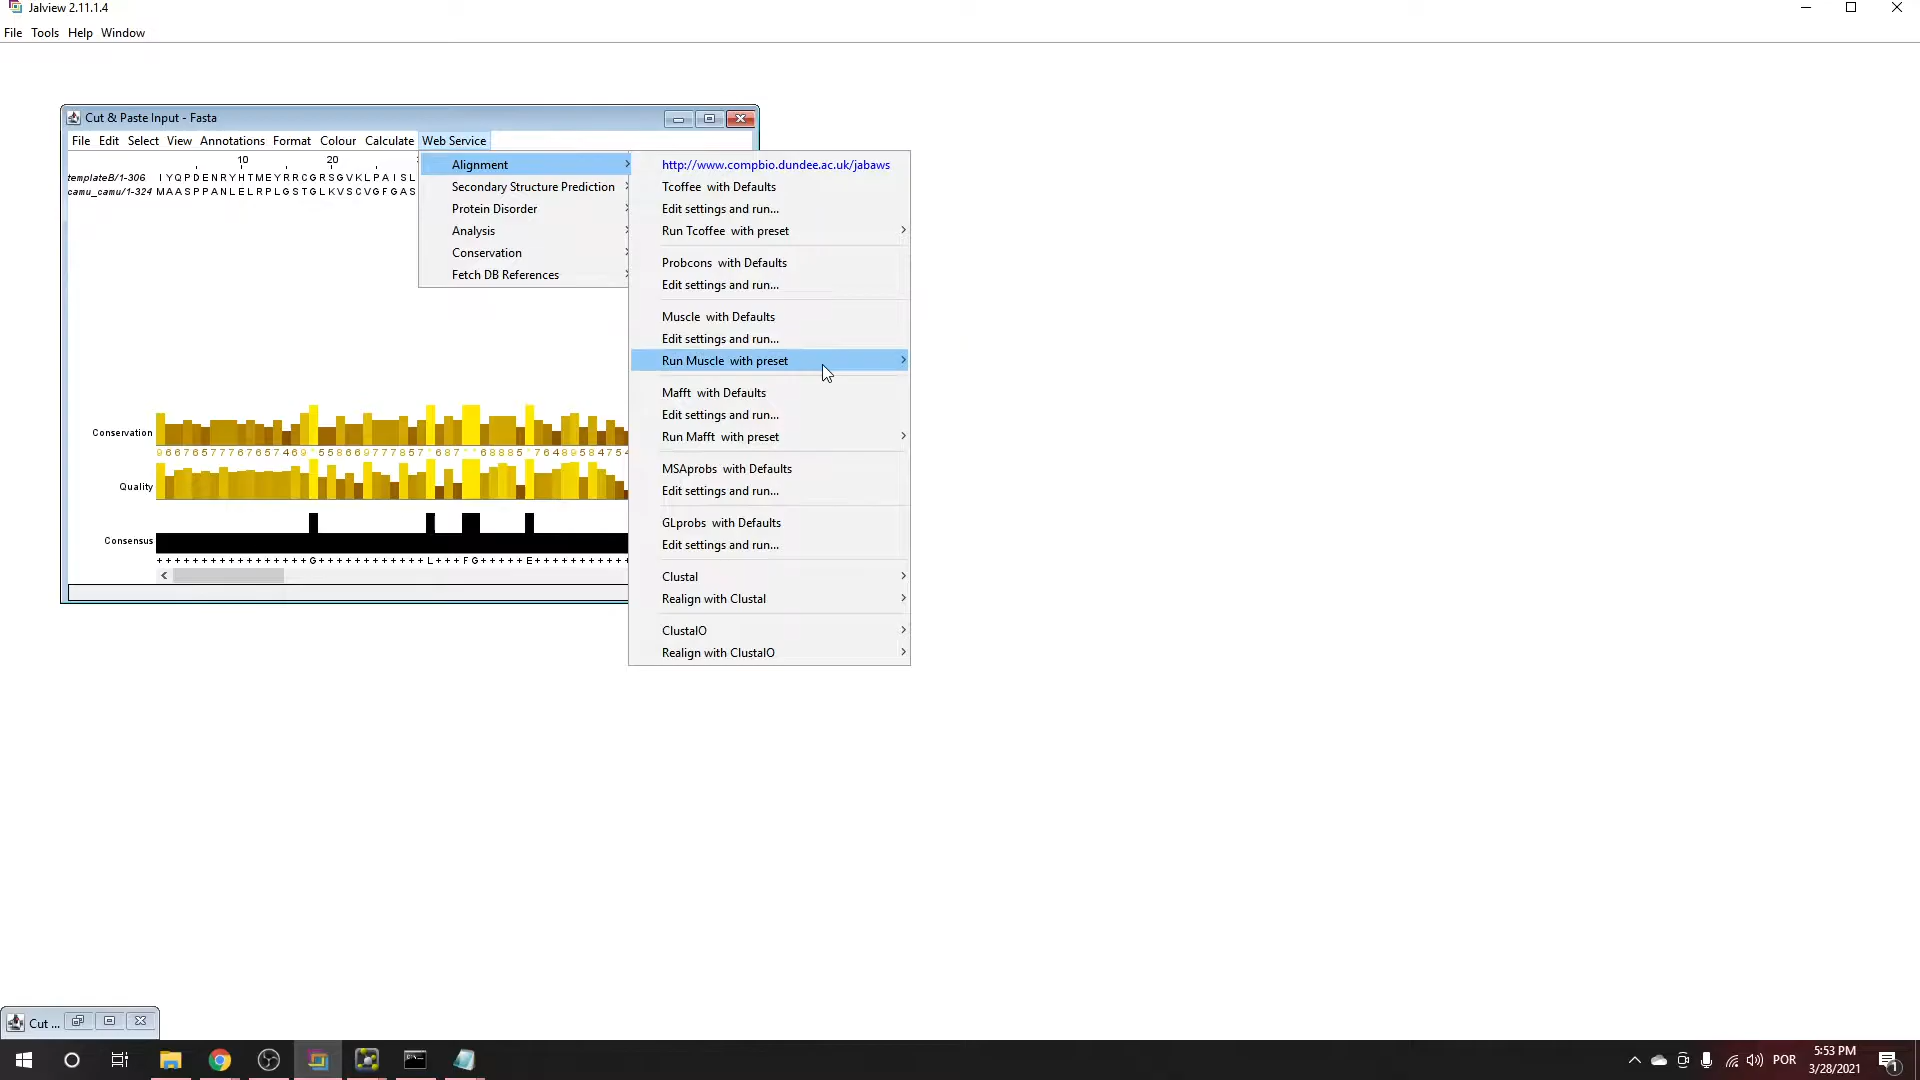 Jalview 2.11.1.4
File Tools Help Window
Cut & Paste Input - Fasta
File Edit Select View Annotations Format Colour Calculate Web Service
10 20
templateB/1-306 IYQPDENRYHTMEYRRCGRSGVKLPAISL
camu_camu/1-324 MAASPPANLELRPLGSTGLKVSCVGFGAS
Alignment
Secondary Structure Prediction
Protein Disorder
Analysis
Conservation
Fetch DB References
http://www.compbio.dundee.ac.uk/jabaws
Tcoffee with Defaults
Edit settings and run...
Run Tcoffee with preset
Probcons with Defaults
Edit settings and run...
Muscle with Defaults
Edit settings and run...
Run Muscle with preset
Mafft with Defaults
Edit settings and run...
Run Mafft with preset
MSAprobs with Defaults
Edit settings and run...
GLprobs with Defaults
Edit settings and run...
Clustal
Realign with Clustal
ClustalO
Realign with ClustalO
Conservation
Quality
Consensus
+++++++++++++++++G++++++++++++L+++FG+++++E++++++++++
Cut ...
POR
5:53 PM
3/28/2021
1